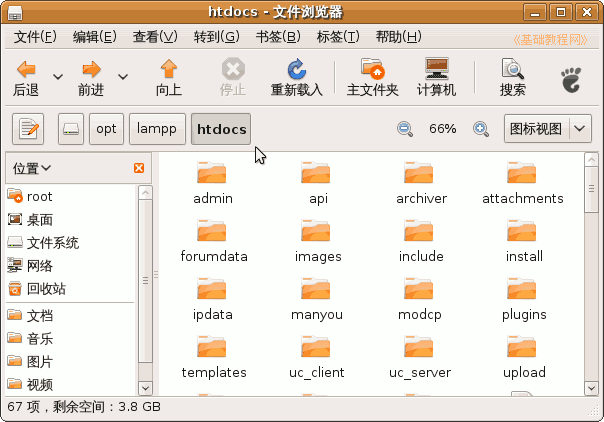 htdocs - 文件浏览器
文件(F) 编辑(E) 查看(V) 转到(G) 书签(B) 标签(T) 帮助(H)
《基础教程网》
后退 前进 向上 停止 重新载入 主文件夹 计算机 搜索
opt lampp htdocs 66% 图标视图
位置
root
桌面
文件系统
网络
回收站
文档
音乐
图片
视频
admin api archiver attachments
forumdata images include install
ipdata manyou modcp plugins
templates uc_client uc_server upload
67 项，剩余空间：3.8 GB